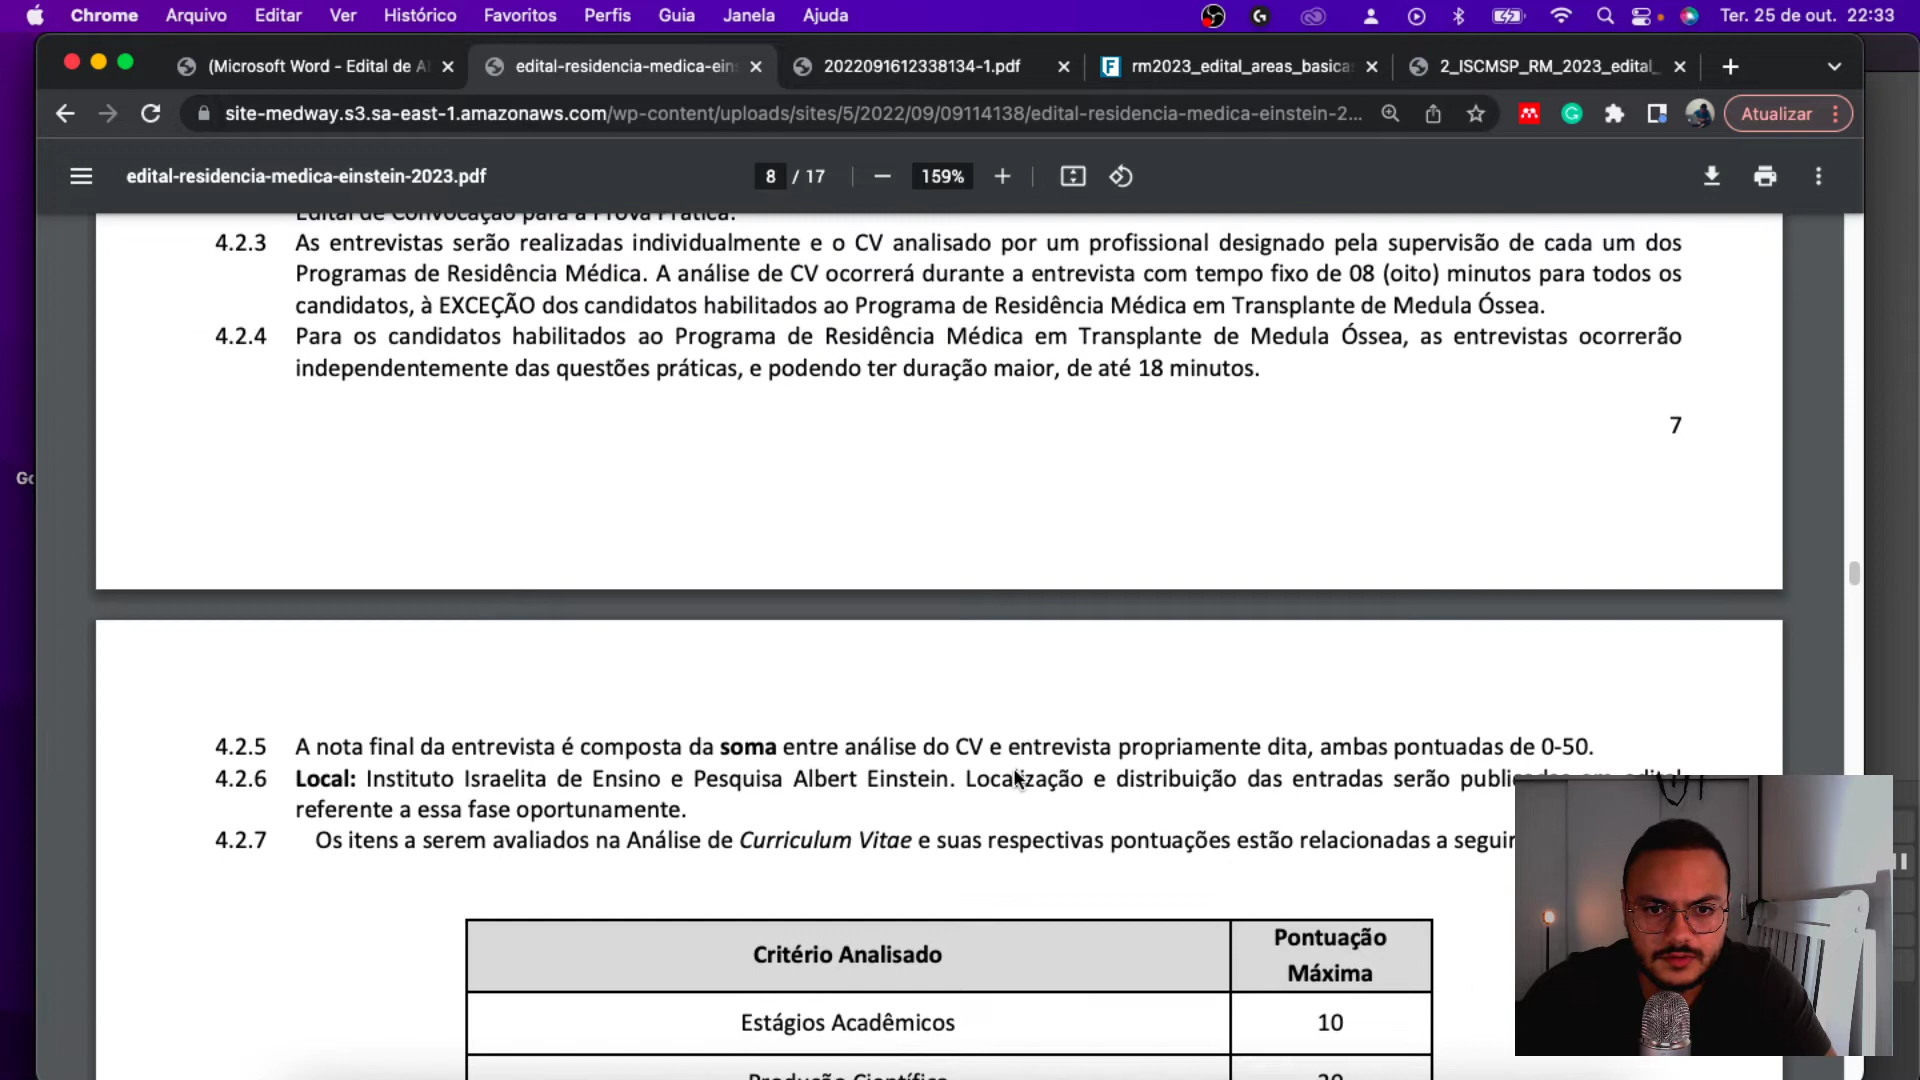 Chrome Arquivo Editar Ver Histórico Favoritos Perfis Guia Janela Ajuda Ter. 25 de out. 22:33
(Microsoft Word - Edital de A
edital-residencia-medica-eins
2022091612338134-1.pdf
rm2023_edital_areas_basica
2_ISCMSP_RM_2023_edital_
site-medway.s3.sa-east-1.amazonaws.com/wp-content/uploads/sites/5/2022/09/09114138/edital-residencia-medica-einstein-2... Atualizar
edital-residencia-medica-einstein-2023.pdf 8 / 17 159%
Edital de Convocação para a Prova Prática.
4.2.3 As entrevistas serão realizadas individualmente e o CV analisado por um profissional designado pela supervisão de cada um dos
Programas de Residência Médica. A análise de CV ocorrerá durante a entrevista com tempo fixo de 08 (oito) minutos para todos os
candidatos, à EXCEÇÃO dos candidatos habilitados ao Programa de Residência Médica em Transplante de Medula Óssea.
4.2.4 Para os candidatos habilitados ao Programa de Residência Médica em Transplante de Medula Óssea, as entrevistas ocorrerão
independentemente das questões práticas, e podendo ter duração maior, de até 18 minutos.
7
Go
4.2.5 A nota final da entrevista é composta da soma entre análise do CV e entrevista propriamente dita, ambas pontuadas de 0-50.
4.2.6 Local: Instituto Israelita de Ensino e Pesquisa Albert Einstein. Localização e distribuição das entradas serão
referente a essa fase oportunamente.
4.2.7 Os itens a serem avaliados na Análise de Curriculum Vitae e suas respectivas pontuações estão relacionadas a seguir
Critério Analisado
Pontuação
Máxima
Estágios Acadêmicos 10
Produção Científica 20